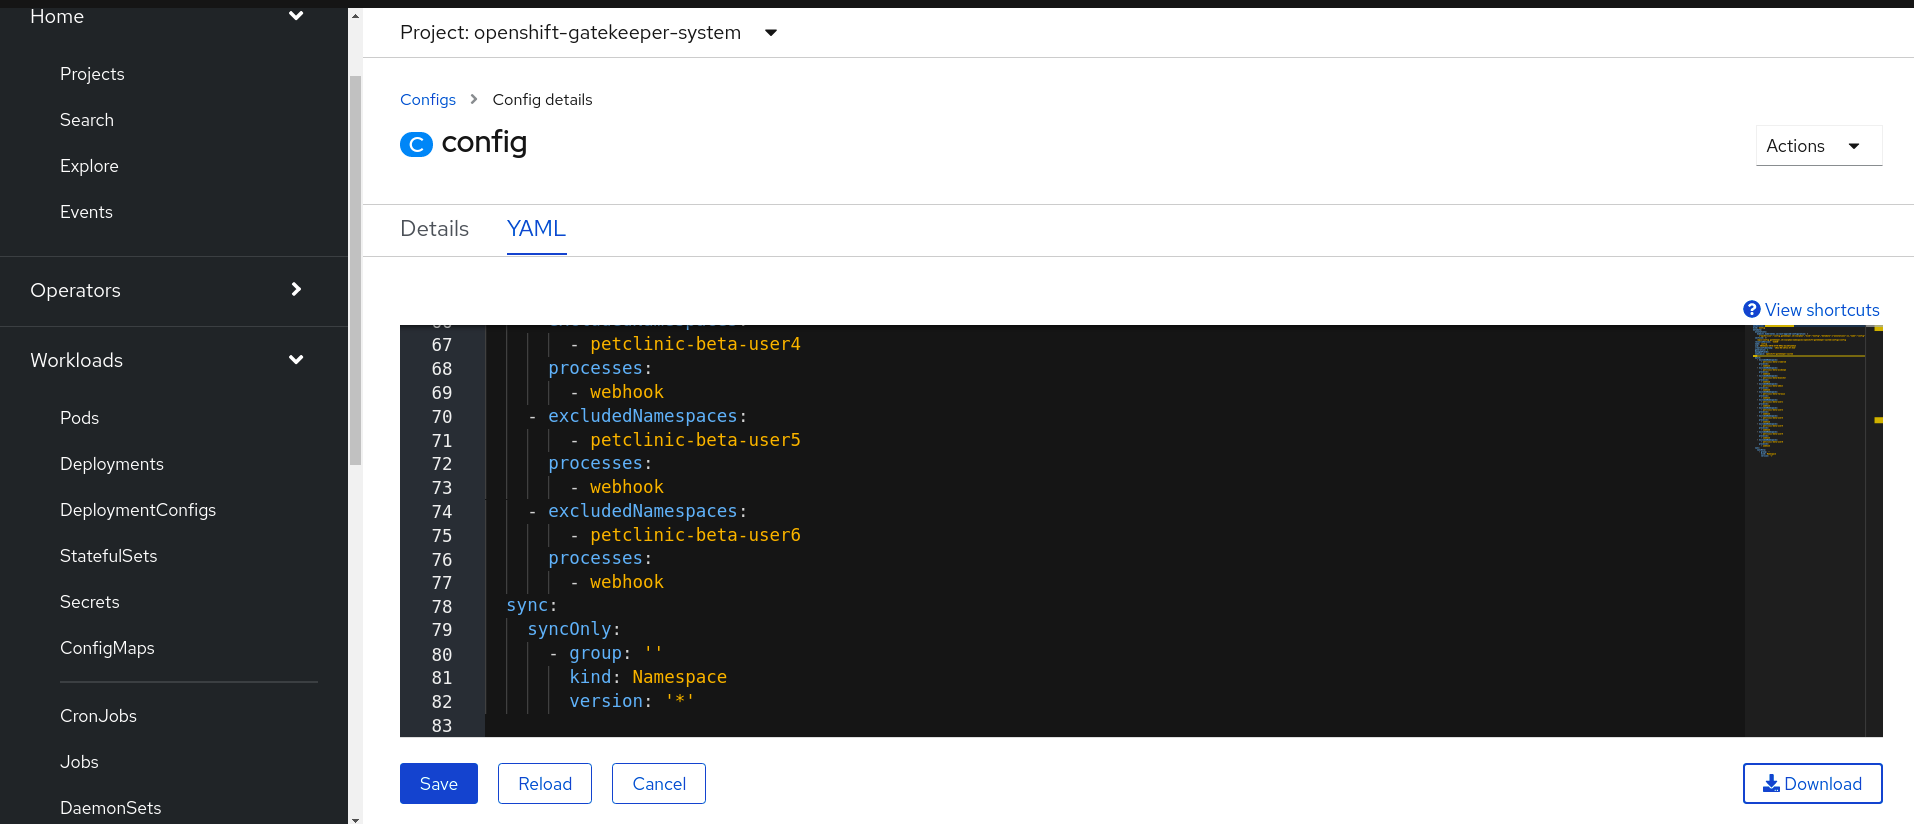 Home
Projects
Search
Explore
Events
Operators
Workloads
Pods
Deployments
DeploymentConfigs
StatefulSets
Secrets
ConfigMaps
CronJobs
Jobs
DaemonSets
Project: openshift-gatekeeper-system
Configs > Config details
C config
Actions
Details YAML
View shortcuts
67 - petclinic-beta-user4
68 processes:
69 - webhook
70 - excludedNamespaces:
71 - petclinic-beta-user5
72 processes:
73 - webhook
74 - excludedNamespaces:
75 - petclinic-beta-user6
76 processes:
77 - webhook
78 sync:
79 syncOnly:
80 - group: ''
81 kind: Namespace
82 version: '*'
83
Save Reload Cancel Download